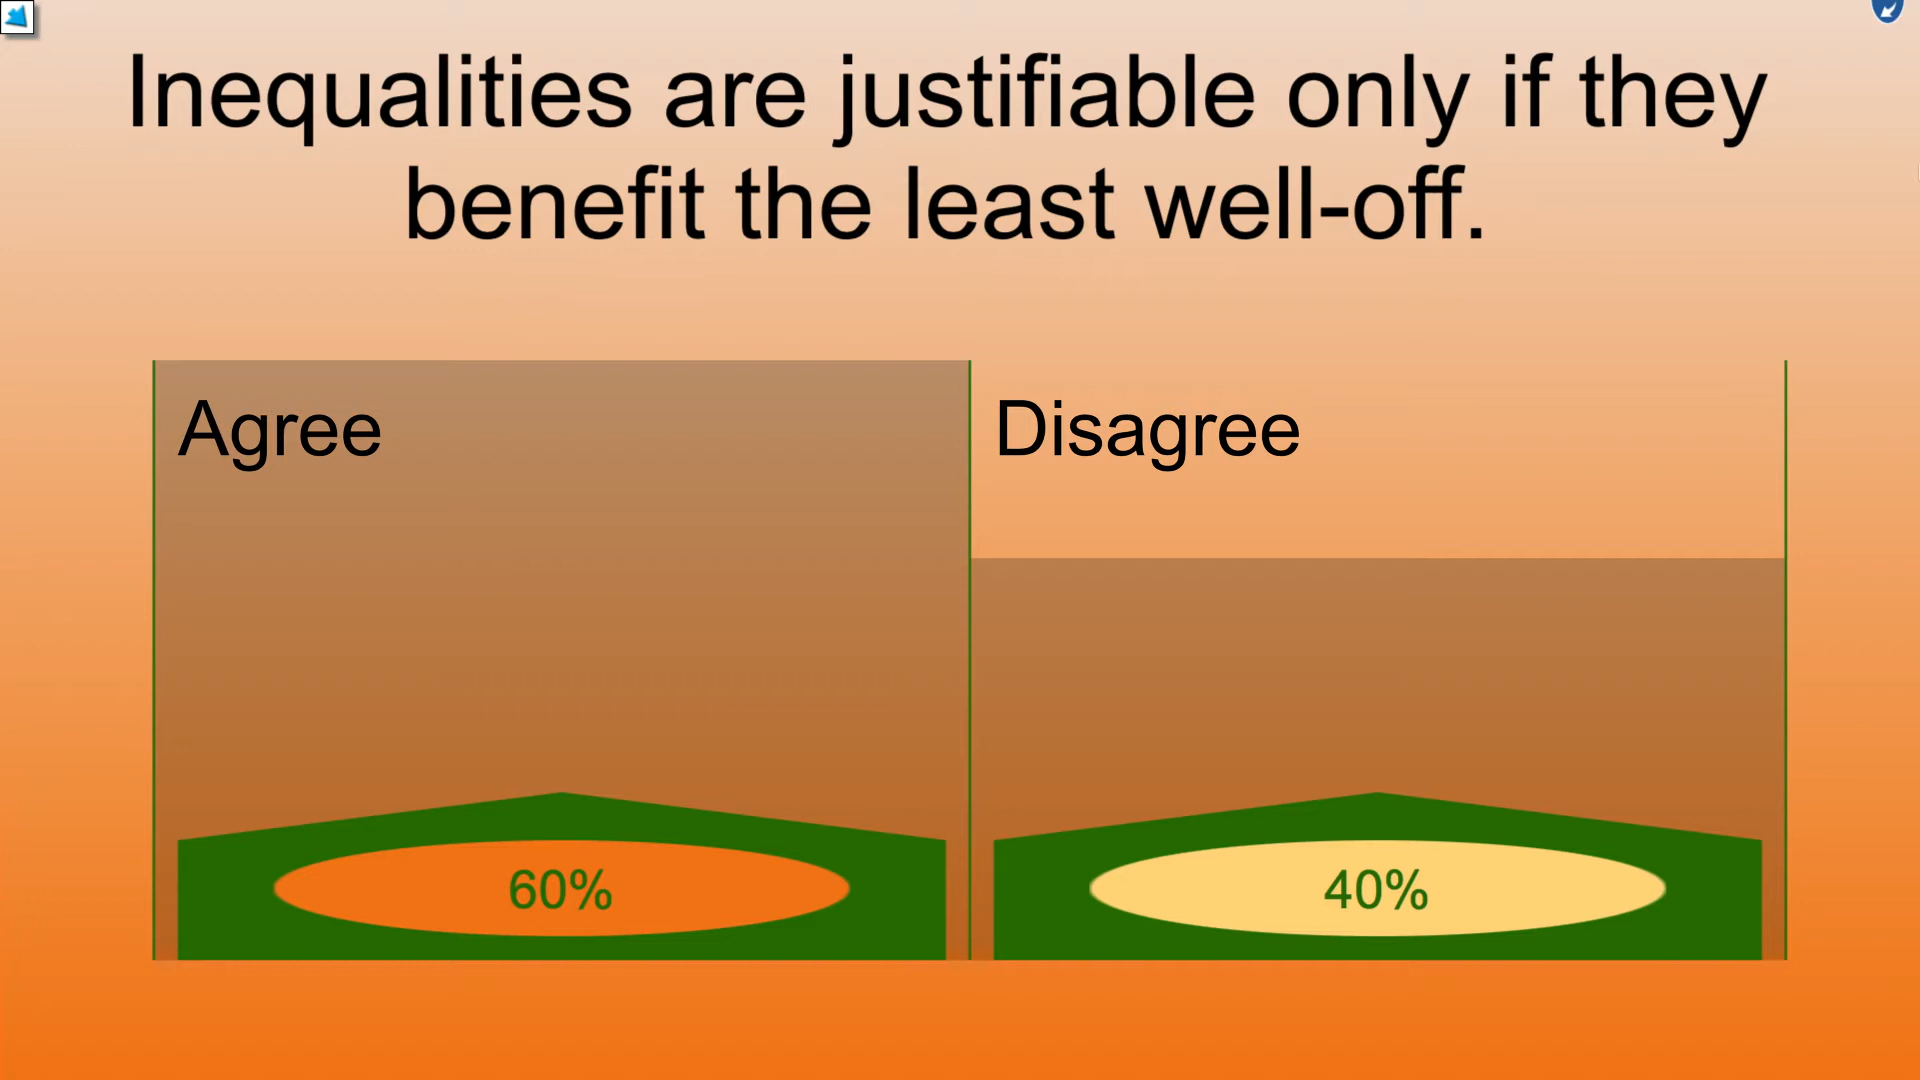 Inequalities are justifiable only if they
benefit the least well-off.
Agree
Disagree
60%
40%